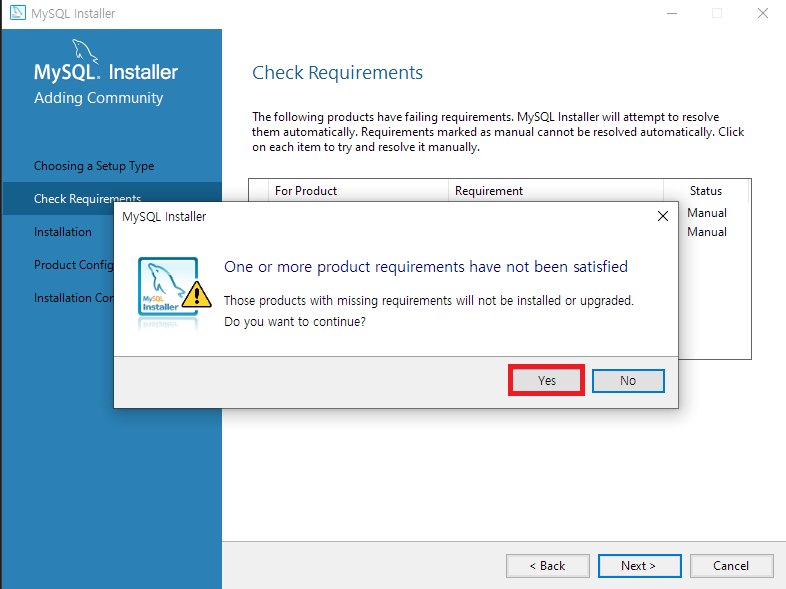 MySQL Installer
MySQL. Installer
Adding Community
Choosing a Setup Type
Check Requirements
Installation
Product Config
Installation Con
Check Requirements
The following products have failing requirements. MySQL Installer will attempt to resolve
them automatically. Requirements marked as manual cannot be resolved automatically. Click
on each item to try and resolve it manually.
For Product Requirement Status
Manual
Manual
MySQL Installer
MySQL
Installer
One or more product requirements have not been satisfied
Those products with missing requirements will not be installed or upgraded.
Do you want to continue?
Yes No
< Back Next > Cancel